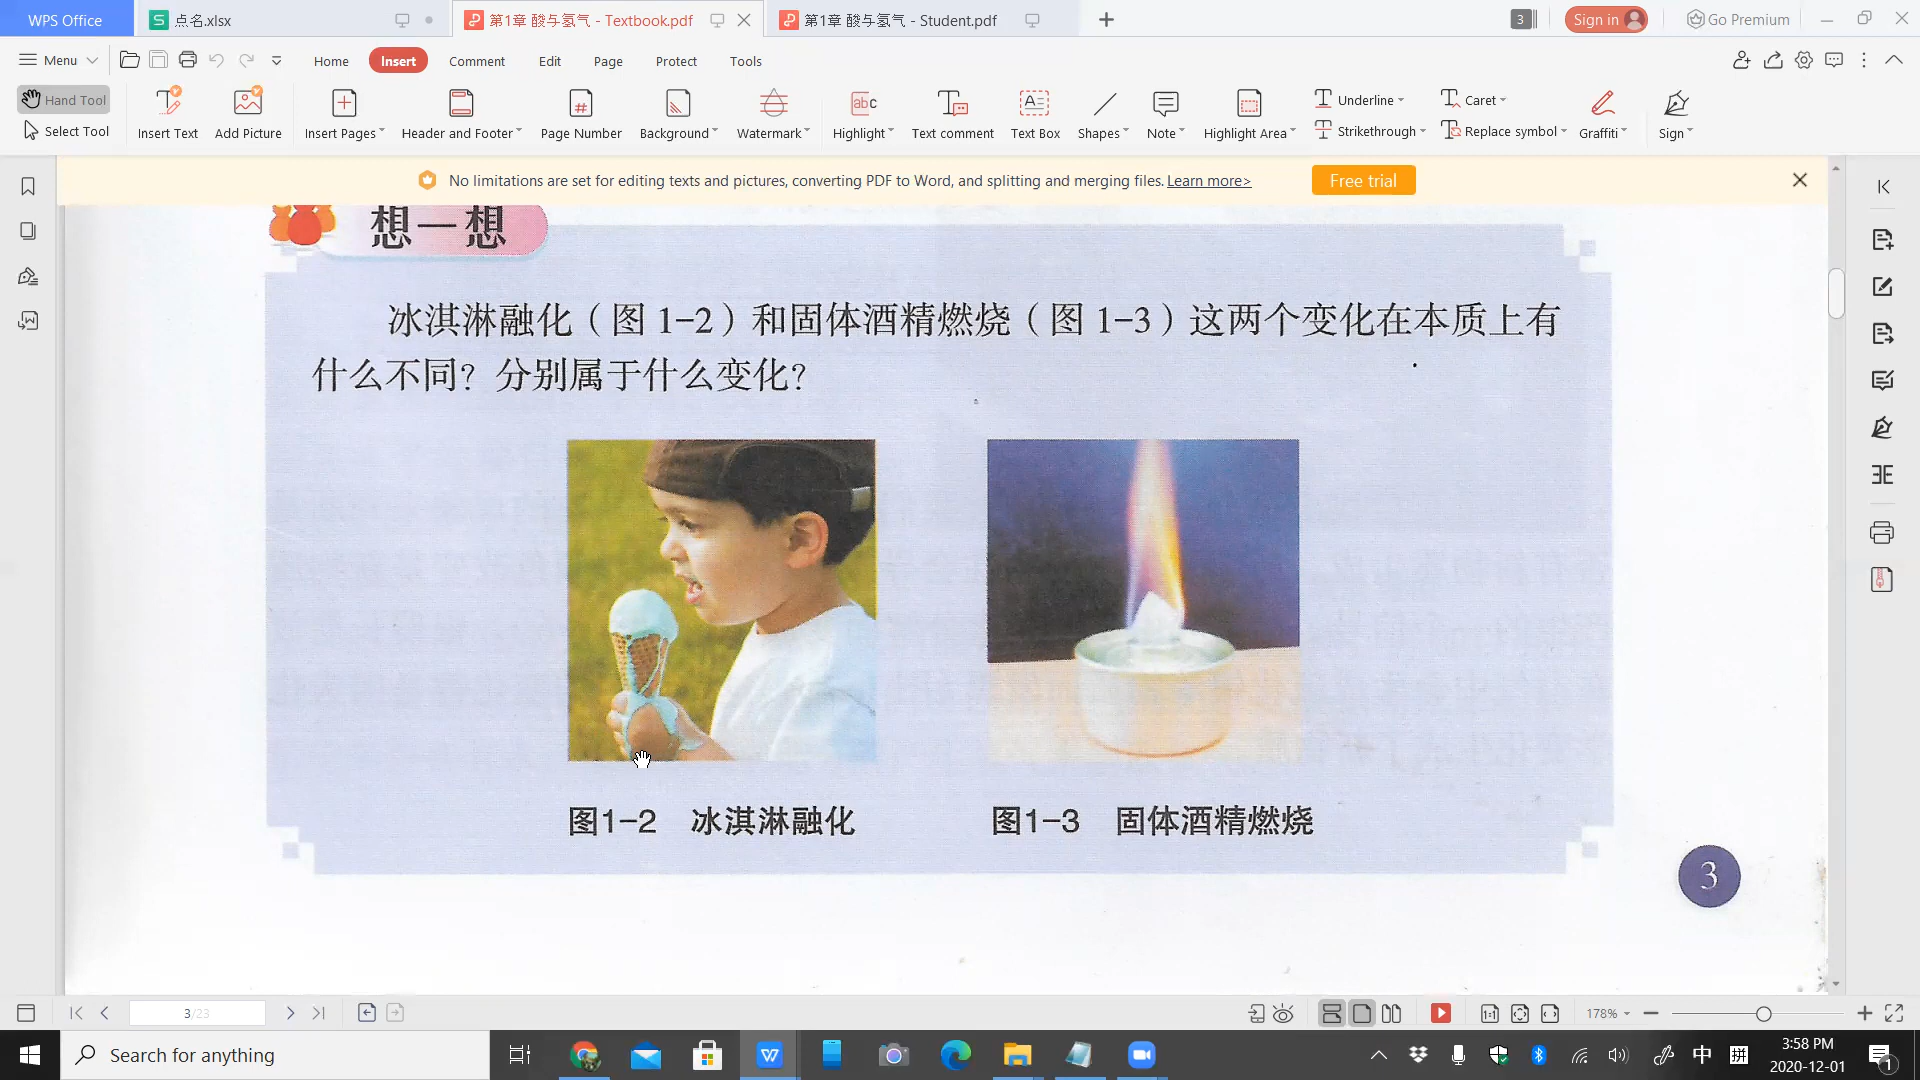 WPS Office
点名.xlsx
第1章 酸与氢气 - Textbook.pdf
第1章 酸与氢气 - Student.pdf
3
Sign in
Go Premium
Menu
Home
Insert
Comment
Edit
Page
Protect
Tools
Hand Tool
Select Tool
Insert Text
Add Picture
Insert Pages
Header and Footer
Page Number
Background
Watermark
Highlight
Text comment
Text Box
Shapes
Note
Highlight Area
Underline
Strikethrough
Caret
Replace symbol
Graffiti
Sign
No limitations are set for editing texts and pictures, converting PDF to Word, and splitting and merging files. Learn more>
Free trial
想一想
冰淇淋融化（图 1-2）和固体酒精燃烧（图 1-3）这两个变化在本质上有
什么不同？分别属于什么变化？
图1-2 冰淇淋融化
图1-3 固体酒精燃烧
3
3/23
178%
Search for anything
中
拼
3:58 PM
2020-12-01
1